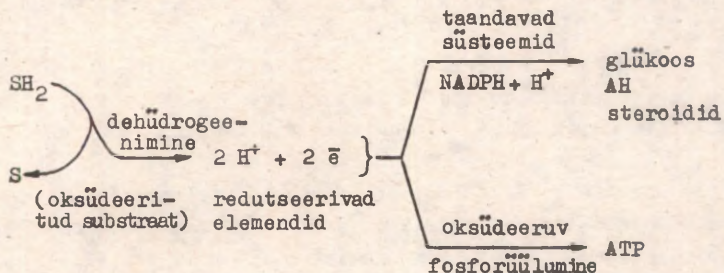 taandavad
süsteemid
NADPH + H⁺
glükoos
AH
steroidid
SH₂
dehüdrogee-
nimine
2 H⁺ + 2 ē }
S
(oksüdeeri-
tud substraat)
redutseerivad
elemendid
oksüdeeruv
fosforüülumine
ATP